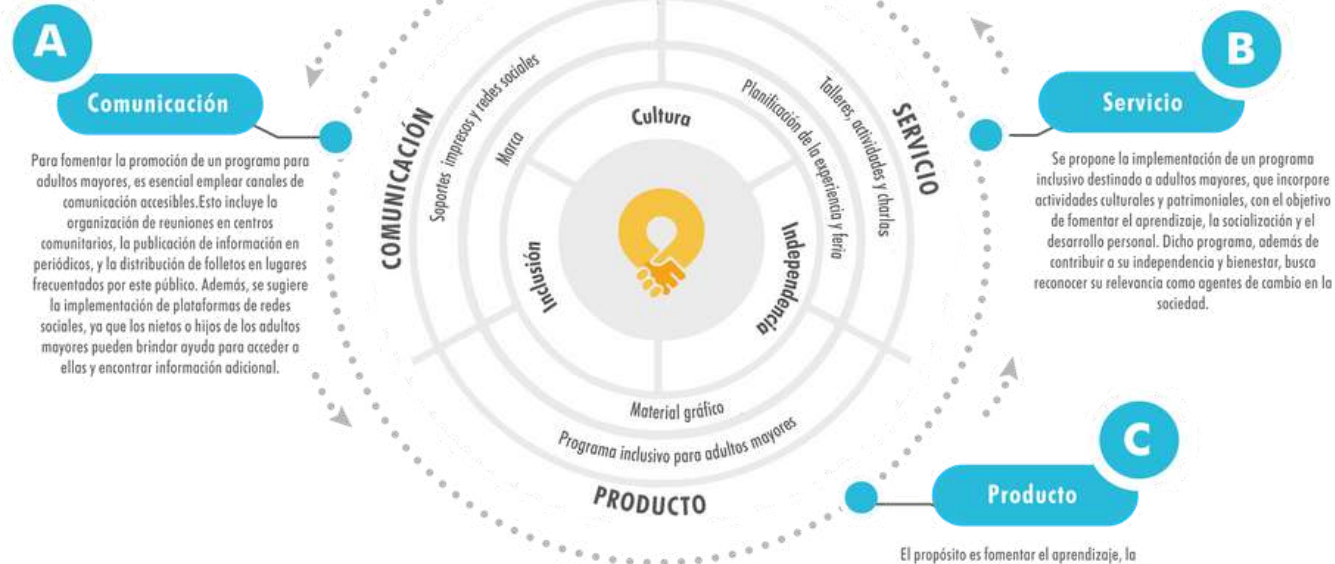 A
Comunicación
Para fomentar la promoción de un programa para
adultos mayores, es esencial emplear canales de
comunicación accesibles.Esto incluye la
organización de reuniones en centros
comunitarios, la publicación de información en
periódicos, y la distribución de folletos en lugares
frecuentados por este público. Además, se sugiere
la implementación de plataformas de redes
sociales, ya que los nietos o hijos de los adultos
mayores pueden brindar ayuda para acceder a
ellas y encontrar información adicional.
COMUNICACIÓN
Soportes impresos y redes sociales
Marca
Cultura
Inclusión
Independencia
Planificación de la experiencia y feria
Talleres, actividades y charlas
SERVICIO
Material gráfico
Programa inclusivo para adultos mayores
PRODUCTO
B
Servicio
Se propone la implementación de un programa
inclusivo destinado a adultos mayores, que incorpore
actividades culturales y patrimoniales, con el objetivo
de fomentar el aprendizaje, la socialización y el
desarrollo personal. Dicho programa, además de
contribuir a su independencia y bienestar, busca
reconocer su relevancia como agentes de cambio en la
sociedad.
C
Producto
El propósito es fomentar el aprendizaje, la